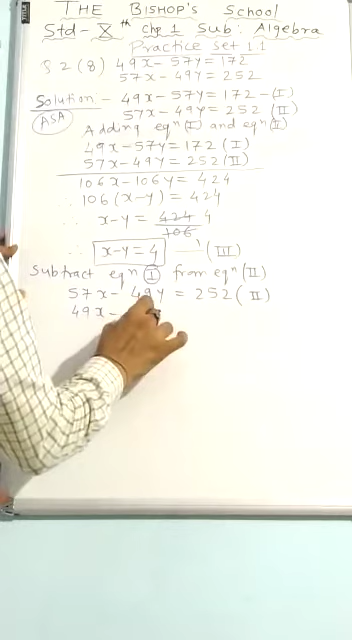 THE BISHOP'S SCHOOL
Std - Xth Chp 1 Sub: Algebra
Practice Set 1.1
Q 2 (8) 49x - 57y = 172
57x - 49y = 252
Solution:- 49x - 57y = 172 - (I)
57x - 49y = 252 (II)
ASA
Adding eqn (I) and eqn (II)
49x - 57y = 172 (I)
57x - 49y = 252 (II)
106x - 106y = 424
∴ 106(x - y) = 424
∴ x - y = 424 4
106
∴ x - y = 4 — (III)
Subtract eqn (I) from eqn (II)
57x - 49y = 252 (II)
49x -